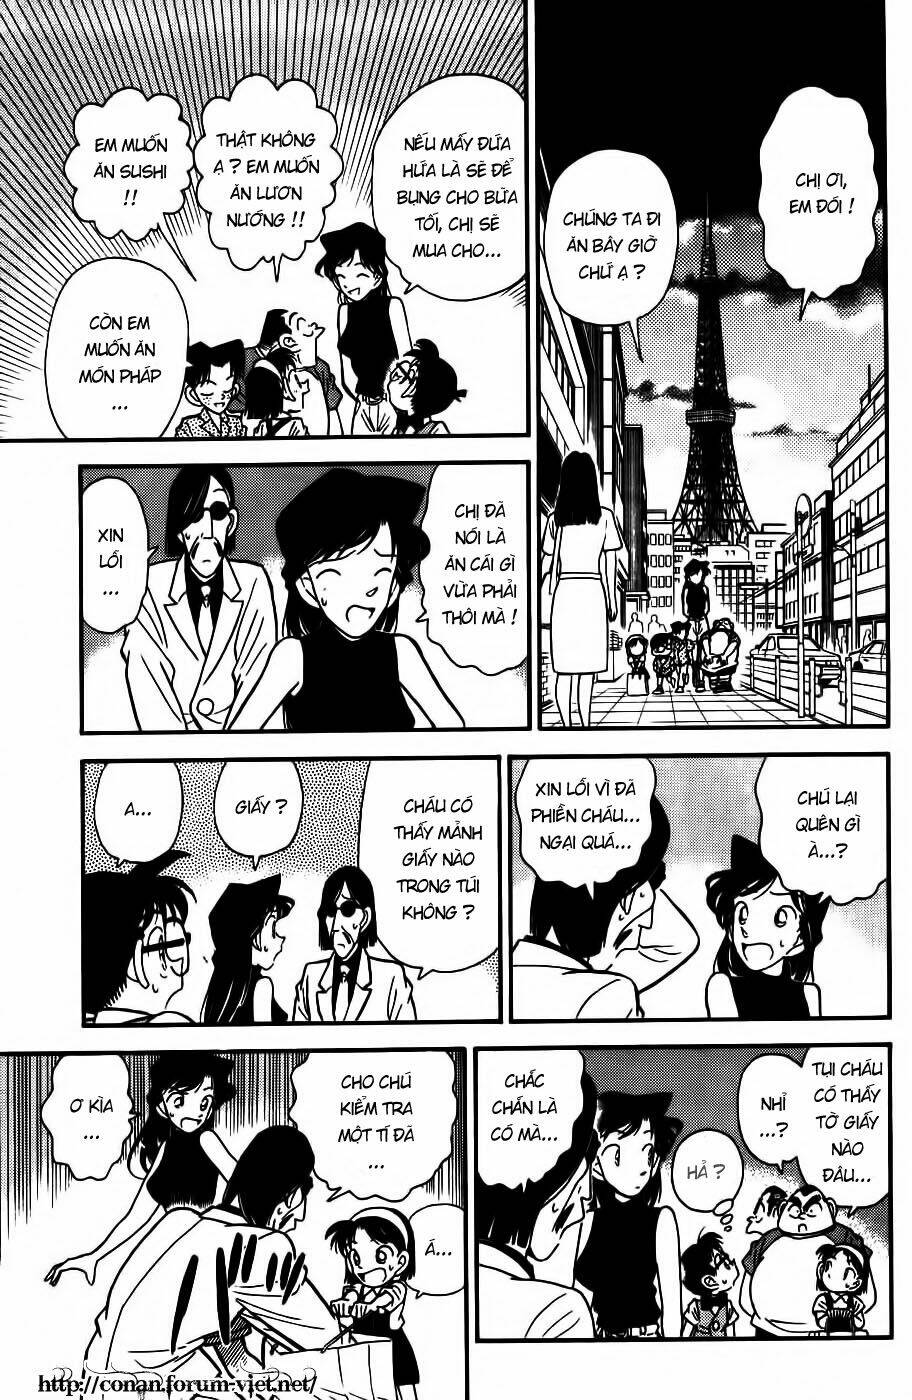 CHỊ ƠI,
EM ĐÓI !
CHÚNG TA ĐI
ĂN BÂY GIỜ
CHỨ Ạ ?
NẾU MẤY ĐỨA
HỨA LÀ SẼ ĐỂ
BỤNG CHO BỮA
TỐI, CHỊ SẼ
MUA CHO...
THẬT KHÔNG
Ạ ? EM MUỐN
ĂN LƯƠN
NƯỚNG !!
EM MUỐN
ĂN SUSHI
!!
CÒN EM
MUỐN ĂN
MÓN PHÁP
...
CHỊ ĐÃ
NÓI LÀ
ĂN CÁI GÌ
VỪA PHẢI
THÔI MÀ !
XIN
LỖI
...
CHÚ LẠI
QUÊN GÌ
À...?
XIN LỖI VÌ ĐÃ
PHIỀN CHÁU...
NGẠI QUÁ...
CHÁU CÓ
THẤY MẢNH
GIẤY NÀO
TRONG TÚI
KHÔNG ?
GIẤY ?
A...
TỤI CHÁU
CÓ THẤY
TỜ GIẤY
NÀO
ĐÂU...
NHỈ
...?
HẢ ?
CHẮC
CHẮN LÀ
CÓ MÀ...
CHO CHÚ
KIỂM TRA
MỘT TÍ ĐÃ
...
Á...
Ơ KÌA
...
http://conan.forum-viet.net/